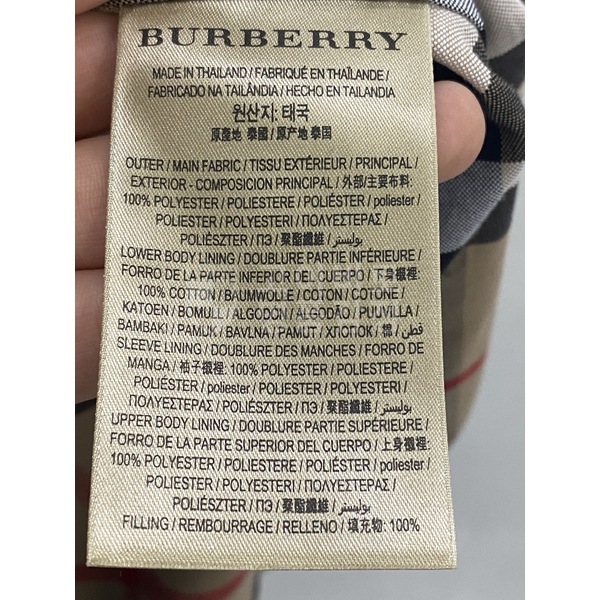 BURBERRY
MADE IN THAILAND / FABRIQUÉ EN THAÏLANDE /
FABRICADO NA TAILÂNDIA / HECHO EN TAILANDIA
원산지: 태국
原產地 泰國 / 原产地 泰国
OUTER / MAIN FABRIC / TISSU EXTÉRIEUR / PRINCIPAL /
EXTERIOR - COMPOSICION PRINCIPAL / 外部/主要布料:
100% POLYESTER / POLIESTERE / POLIÉSTER / poliester /
POLIESTER / POLYESTERI / ΠΟΛΥΕΣΤΕΡΑΣ /
POLIÉSZTER / ПЭ / 聚酯纖維 / بوليستر /
LOWER BODY LINING / DOUBLURE PARTIE INFÉRIEURE /
FORRO DE LA PARTE INFERIOR DEL CUERPO / 下身襯裡:
100% COTTON / BAUMWOLLE / COTON / COTONE /
KATOEN / BOMULL / ALGODON / ALGODÃO / PUUVILLA /
BAMBAKI / PAMUK / BAVLNA / PAMUT / ХЛОПОК / 棉 / قطن /
SLEEVE LINING / DOUBLURE DES MANCHES / FORRO DE
MANGA / 袖子襯裡: 100% POLYESTER / POLIESTERE /
POLIÉSTER / poliester / POLIESTER / POLYESTERI /
/ ΠΟΛΥΕΣΤΕΡΑΣ / POLIÉSZTER / ПЭ / 聚酯纖維 / بوليستر /
UPPER BODY LINING / DOUBLURE PARTIE SUPÉRIEURE /
FORRO DE LA PARTE SUPERIOR DEL CUERPO / 上身襯裡:
100% POLYESTER / POLIESTERE / POLIÉSTER / poliester /
POLIESTER / POLYESTERI / ΠΟΛΥΕΣΤΕΡΑΣ /
POLIÉSZTER / ПЭ / 聚酯纖維 / بوليستر /
FILLING / REMBOURRAGE / RELLENO / 填充物: 100%